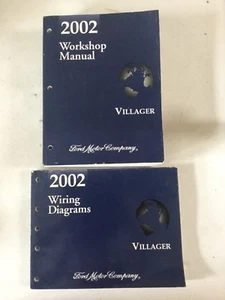 2002
Workshop
Manual
VILLAGER
Ford Motor Company,
2002
Wiring
Diagrams
VILLAGER
Ford Motor Company,